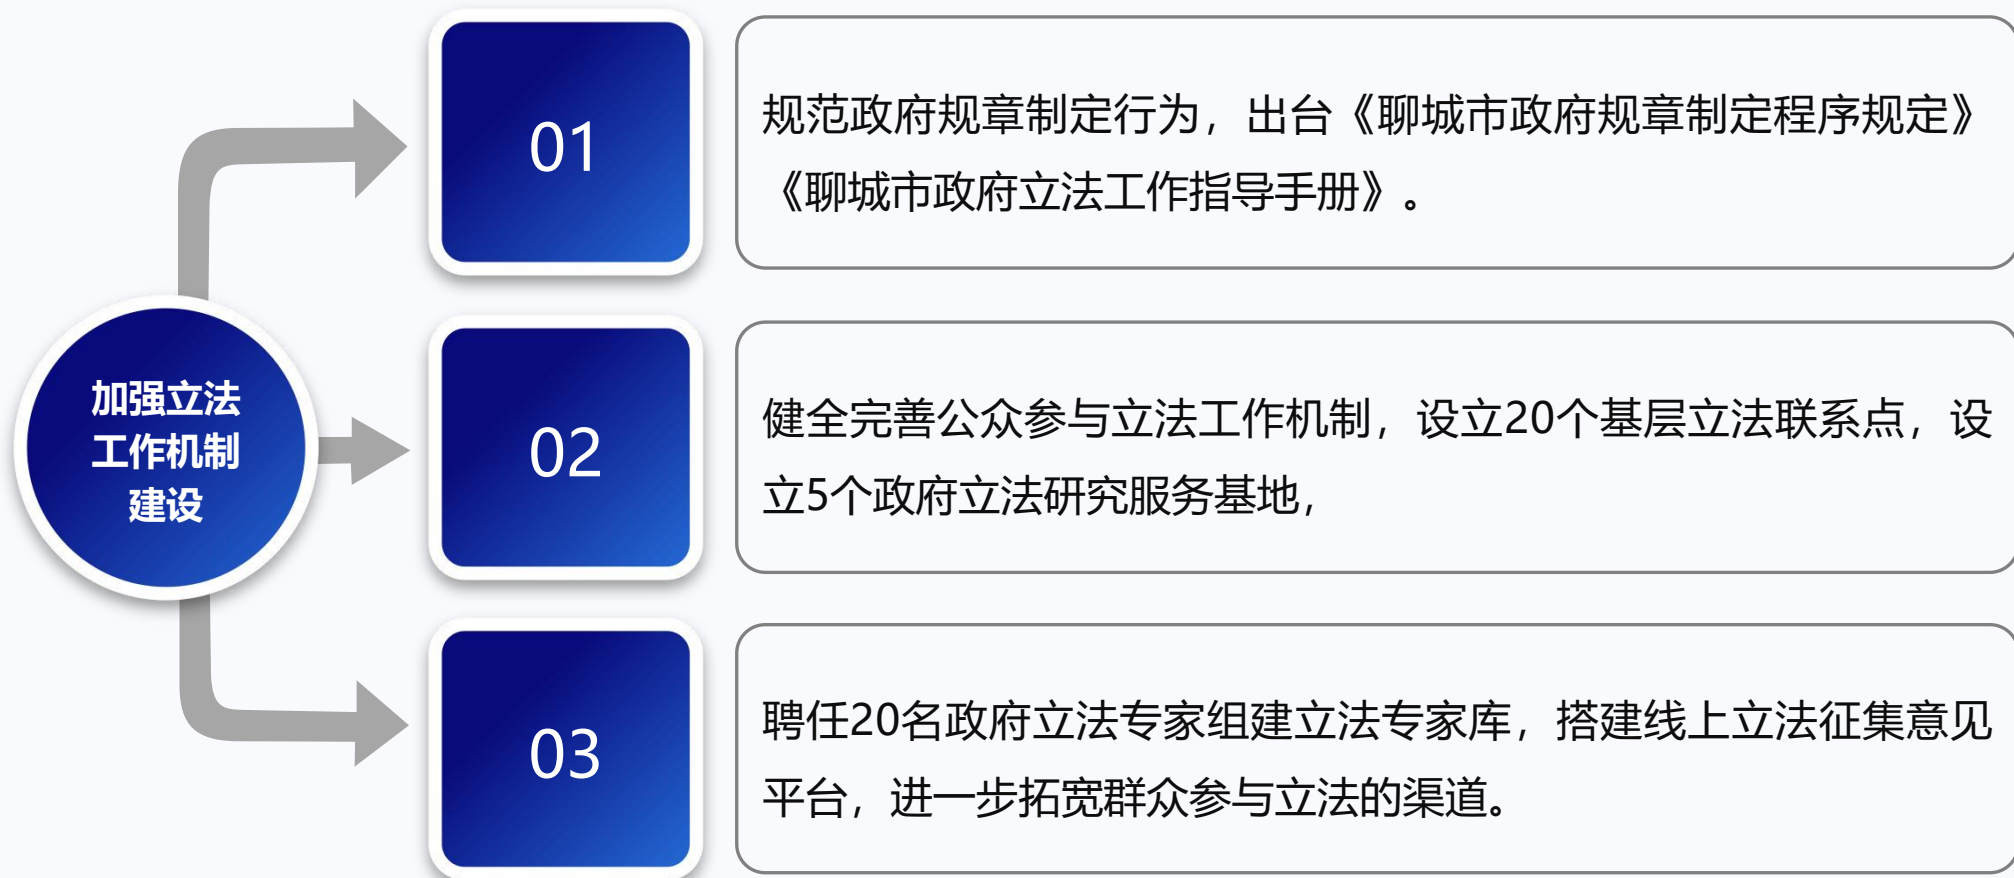 加强立法
工作机制
建设
01
规范政府规章制定行为，出台《聊城市政府规章制定程序规定》
《聊城市政府立法工作指导手册》。
02
健全完善公众参与立法工作机制，设立20个基层立法联系点，设
立5个政府立法研究服务基地，
03
聘任20名政府立法专家组建立法专家库，搭建线上立法征集意见
平台，进一步拓宽群众参与立法的渠道。